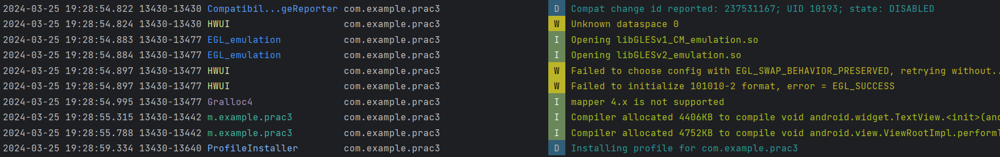 2024-03-25 19:28:54.822 13430-13430 Compatibil...geReporter com.example.prac3 D Compat change id reported: 237531167; UID 10193; state: DISABLED
2024-03-25 19:28:54.824 13430-13430 HWUI com.example.prac3 W Unknown dataspace 0
2024-03-25 19:28:54.883 13430-13477 EGL_emulation com.example.prac3 I Opening libGLESv1_CM_emulation.so
2024-03-25 19:28:54.884 13430-13477 EGL_emulation com.example.prac3 I Opening libGLESv2_emulation.so
2024-03-25 19:28:54.897 13430-13477 HWUI com.example.prac3 W Failed to choose config with EGL_SWAP_BEHAVIOR_PRESERVED, retrying without..
2024-03-25 19:28:54.897 13430-13477 HWUI com.example.prac3 W Failed to initialize 101010-2 format, error = EGL_SUCCESS
2024-03-25 19:28:54.995 13430-13477 Gralloc4 com.example.prac3 I mapper 4.x is not supported
2024-03-25 19:28:55.315 13430-13442 m.example.prac3 com.example.prac3 I Compiler allocated 4406KB to compile void android.widget.TextView.<init>(and
2024-03-25 19:28:55.788 13430-13442 m.example.prac3 com.example.prac3 I Compiler allocated 4752KB to compile void android.view.ViewRootImpl.perform
2024-03-25 19:28:59.334 13430-13640 ProfileInstaller com.example.prac3 D Installing profile for com.example.prac3